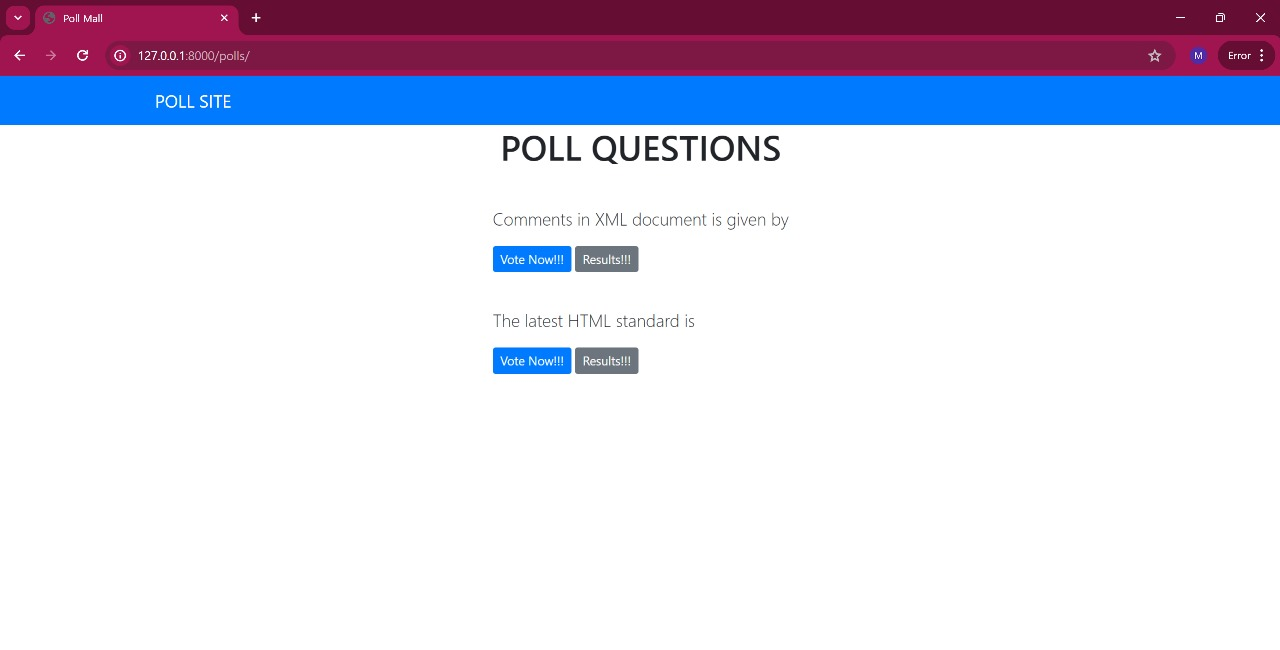 Poll Mall
127.0.0.1:8000/polls/
M
Error
POLL SITE
POLL QUESTIONS
Comments in XML document is given by
Vote Now!!! Results!!!
The latest HTML standard is
Vote Now!!! Results!!!